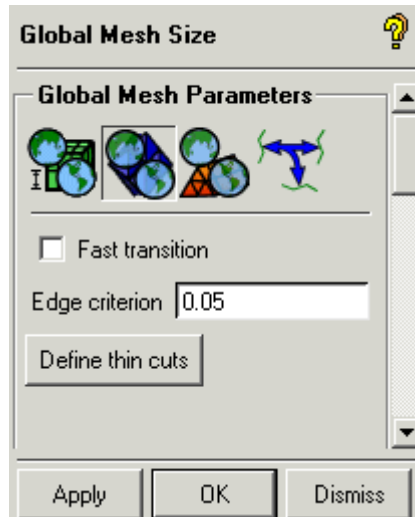 Global Mesh Size
Global Mesh Parameters
Fast transition
Edge criterion 0.05
Define thin cuts
Apply OK Dismiss